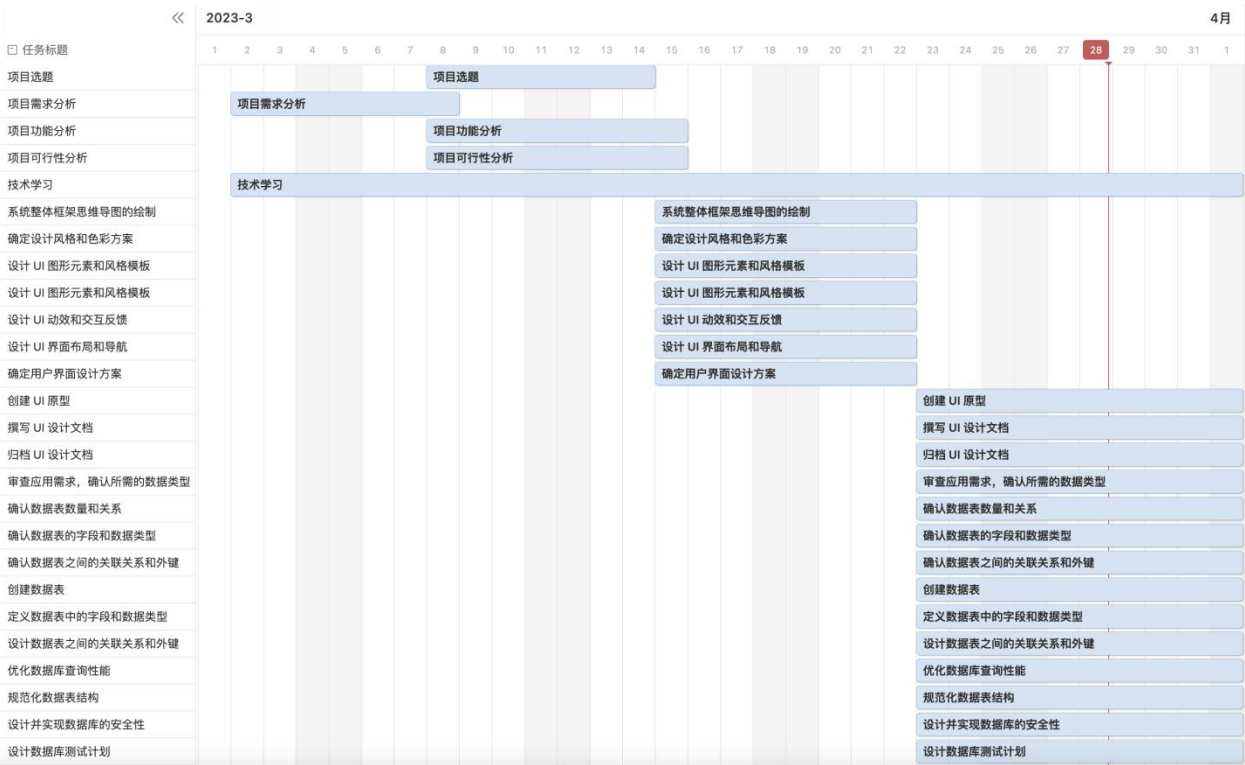 2023-3 4月
任务标题 1 2 3 4 5 6 7 8 9 10 11 12 13 14 15 16 17 18 19 20 21 22 23 24 25 26 27 28 29 30 31 1
项目选题 项目选题
项目需求分析 项目需求分析
项目功能分析 项目功能分析
项目可行性分析 项目可行性分析
技术学习 技术学习
系统整体框架思维导图的绘制 系统整体框架思维导图的绘制
确定设计风格和色彩方案 确定设计风格和色彩方案
设计 UI 图形元素和风格模板 设计 UI 图形元素和风格模板
设计 UI 图形元素和风格模板 设计 UI 图形元素和风格模板
设计 UI 动效和交互反馈 设计 UI 动效和交互反馈
设计 UI 界面布局和导航 设计 UI 界面布局和导航
确定用户界面设计方案 确定用户界面设计方案
创建 UI 原型 创建 UI 原型
撰写 UI 设计文档 撰写 UI 设计文档
归档 UI 设计文档 归档 UI 设计文档
审查应用需求，确认所需的数据类型 审查应用需求，确认所需的数据类型
确认数据表数量和关系 确认数据表数量和关系
确认数据表的字段和数据类型 确认数据表的字段和数据类型
确认数据表之间的关联关系和外键 确认数据表之间的关联关系和外键
创建数据表 创建数据表
定义数据表中的字段和数据类型 定义数据表中的字段和数据类型
设计数据表之间的关联关系和外键 设计数据表之间的关联关系和外键
优化数据库查询性能 优化数据库查询性能
规范化数据表结构 规范化数据表结构
设计并实现数据库的安全性 设计并实现数据库的安全性
设计数据库测试计划 设计数据库测试计划